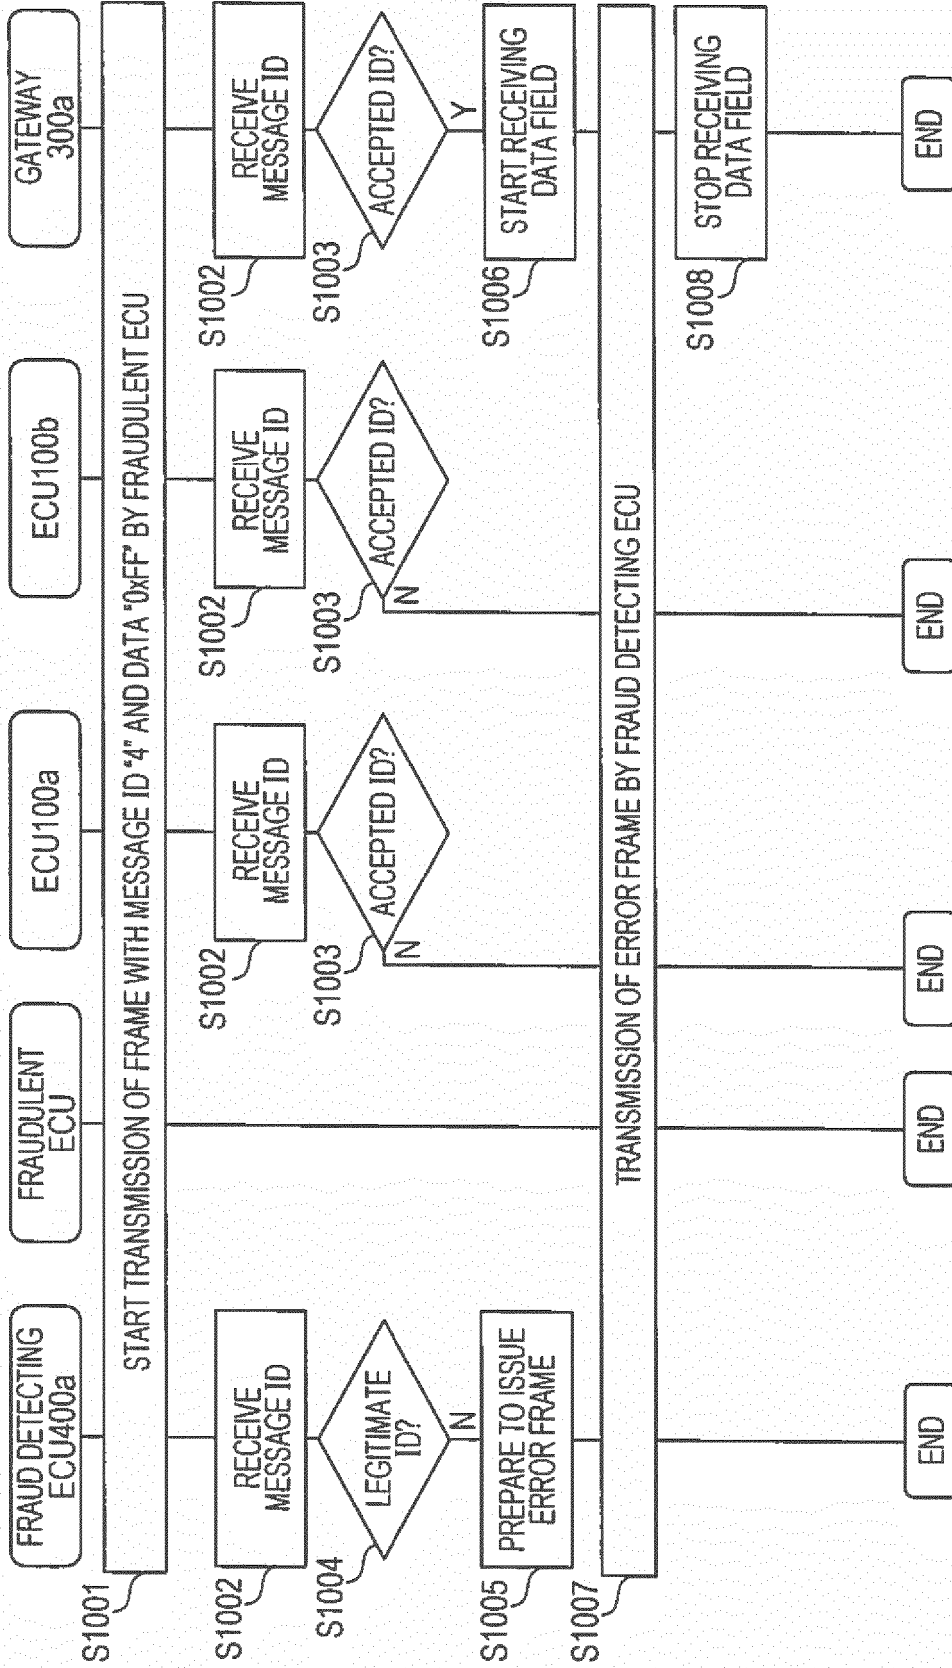 FRAUD DETECTING
ECU400a
FRAUDULENT
ECU
ECU100a
ECU100b
GATEWAY
300a
S1001
START TRANSMISSION OF FRAME WITH MESSAGE ID "4" AND DATA "0xFF" BY FRAUDULENT ECU
S1002
RECEIVE
MESSAGE ID
S1002
RECEIVE
MESSAGE ID
S1002
RECEIVE
MESSAGE ID
S1002
RECEIVE
MESSAGE ID
S1004
LEGITIMATE
ID?
N
S1003
ACCEPTED ID?
N
S1003
ACCEPTED ID?
N
S1003
ACCEPTED ID?
Y
S1005
PREPARE TO ISSUE
ERROR FRAME
S1006
START RECEIVING
DATA FIELD
S1007
TRANSMISSION OF ERROR FRAME BY FRAUD DETECTING ECU
S1008
STOP RECEIVING
DATA FIELD
END
END
END
END
END